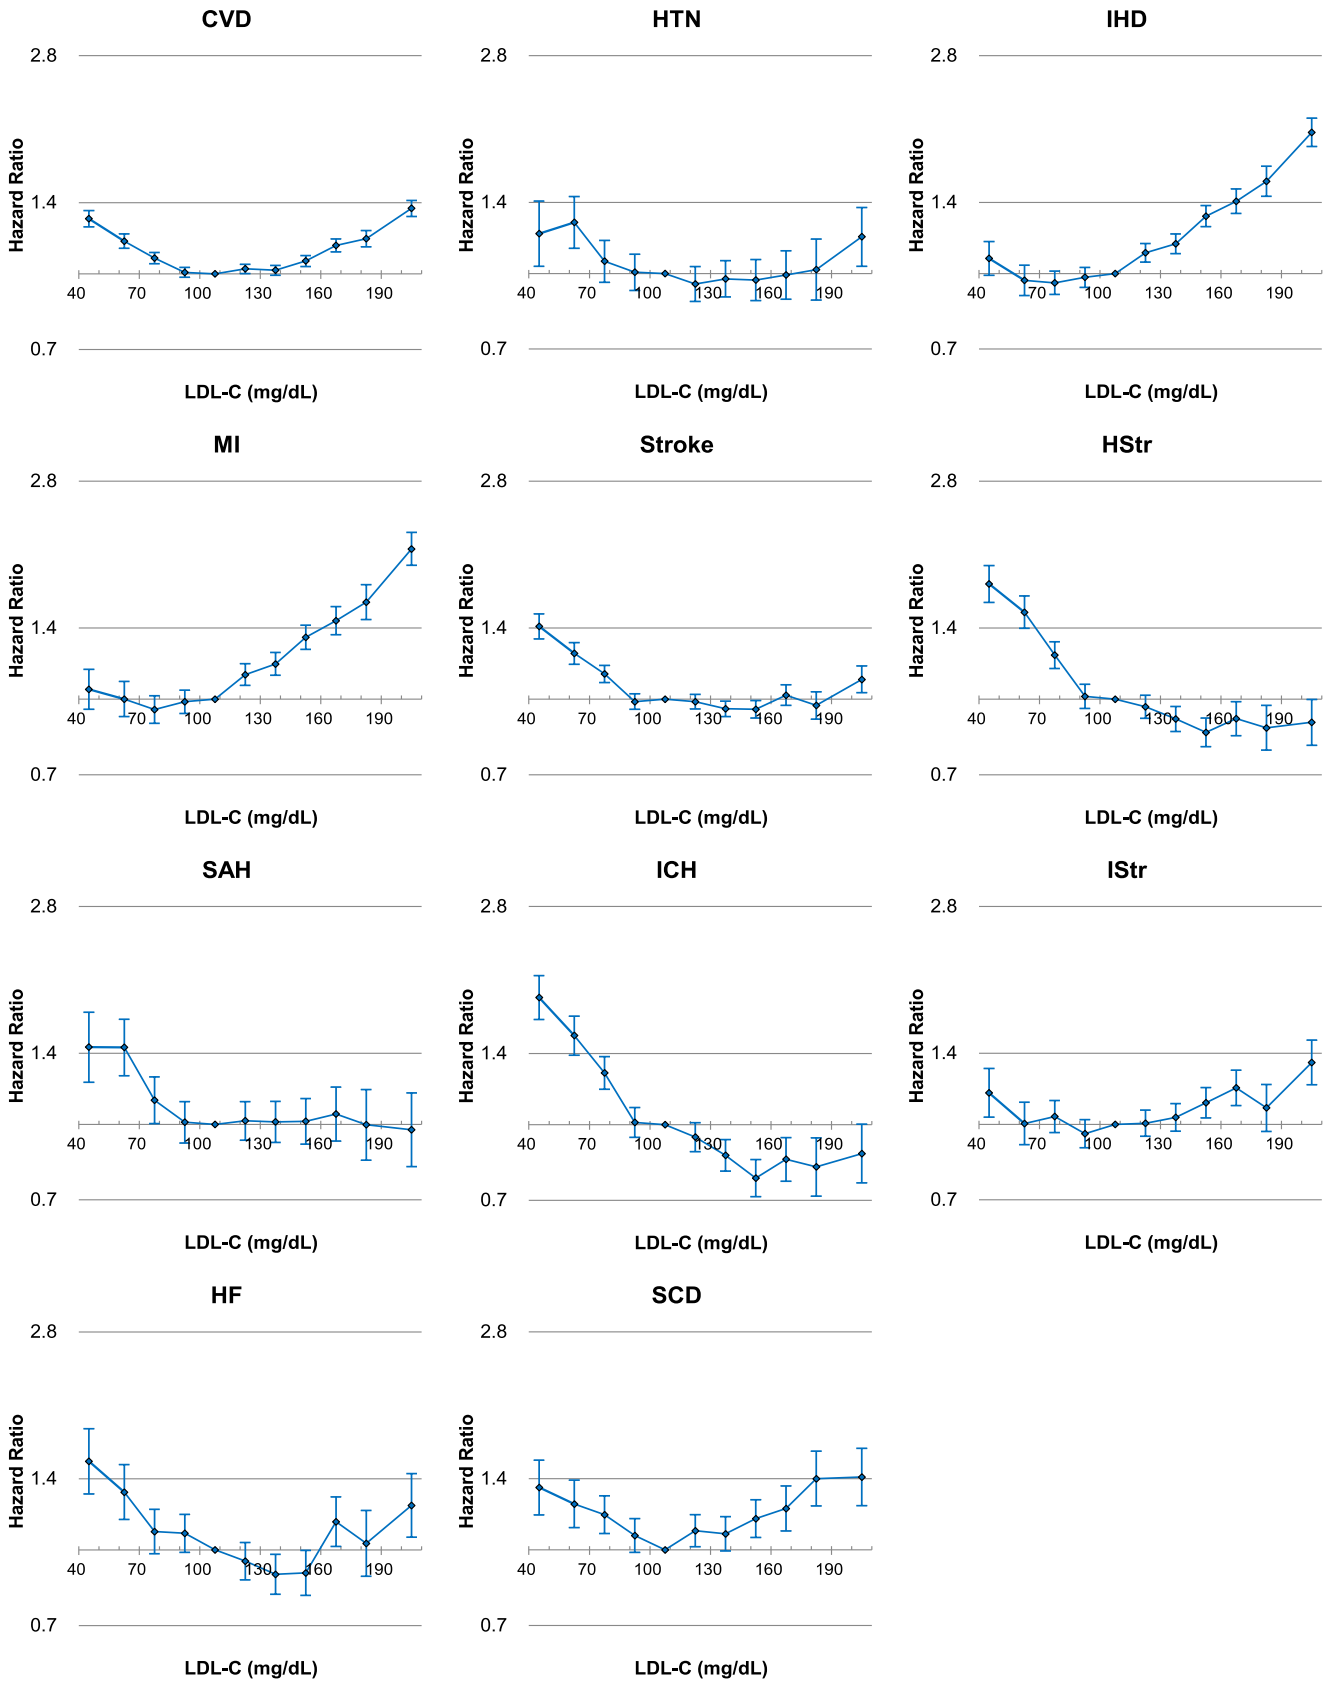 CVD
2.8
Hazard Ratio
1.4
40 70 100 130 160 190
0.7
LDL-C (mg/dL)
HTN
2.8
Hazard Ratio
1.4
40 70 100 130 160 190
0.7
LDL-C (mg/dL)
IHD
2.8
Hazard Ratio
1.4
40 70 100 130 160 190
0.7
LDL-C (mg/dL)
MI
2.8
Hazard Ratio
1.4
40 70 100 130 160 190
0.7
LDL-C (mg/dL)
Stroke
2.8
Hazard Ratio
1.4
40 70 100 130 160 190
0.7
LDL-C (mg/dL)
HStr
2.8
Hazard Ratio
1.4
40 70 100 130 160 190
0.7
LDL-C (mg/dL)
SAH
2.8
Hazard Ratio
1.4
40 70 100 130 160 190
0.7
LDL-C (mg/dL)
ICH
2.8
Hazard Ratio
1.4
40 70 100 130 160 190
0.7
LDL-C (mg/dL)
IStr
2.8
Hazard Ratio
1.4
40 70 100 130 160 190
0.7
LDL-C (mg/dL)
HF
2.8
Hazard Ratio
1.4
40 70 100 130 160 190
0.7
LDL-C (mg/dL)
SCD
2.8
Hazard Ratio
1.4
40 70 100 130 160 190
0.7
LDL-C (mg/dL)